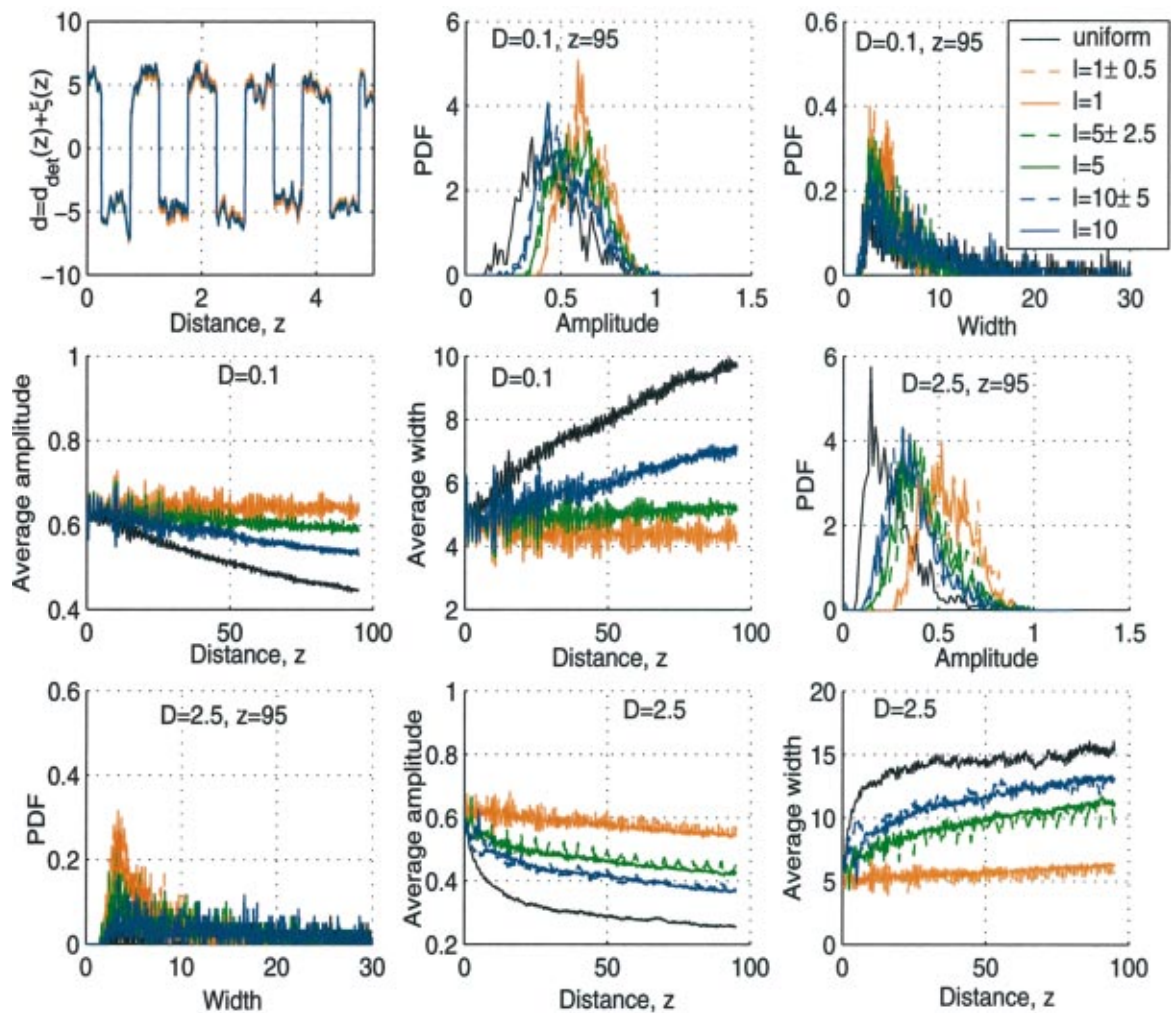 10
5
0
−5
−10
0
2
4
d=d_det(z)+ξ(z)
Distance, z
D=0.1, z=95
6
4
2
0
0
0.5
1
1.5
PDF
Amplitude
D=0.1, z=95
0.6
0.4
0.2
0
0
10
20
30
PDF
Width
uniform
l=1± 0.5
l=1
l=5± 2.5
l=5
l=10± 5
l=10
D=0.1
1
0.8
0.6
0.4
0
50
100
Average amplitude
Distance, z
D=0.1
10
8
6
4
2
0
50
100
Average width
Distance, z
D=2.5, z=95
6
4
2
0
0
0.5
1
1.5
PDF
Amplitude
D=2.5, z=95
0.6
0.4
0.2
0
0
10
20
30
PDF
Width
D=2.5
1
0.8
0.6
0.4
0.2
0
50
100
Average amplitude
Distance, z
D=2.5
20
15
10
5
0
0
50
100
Average width
Distance, z